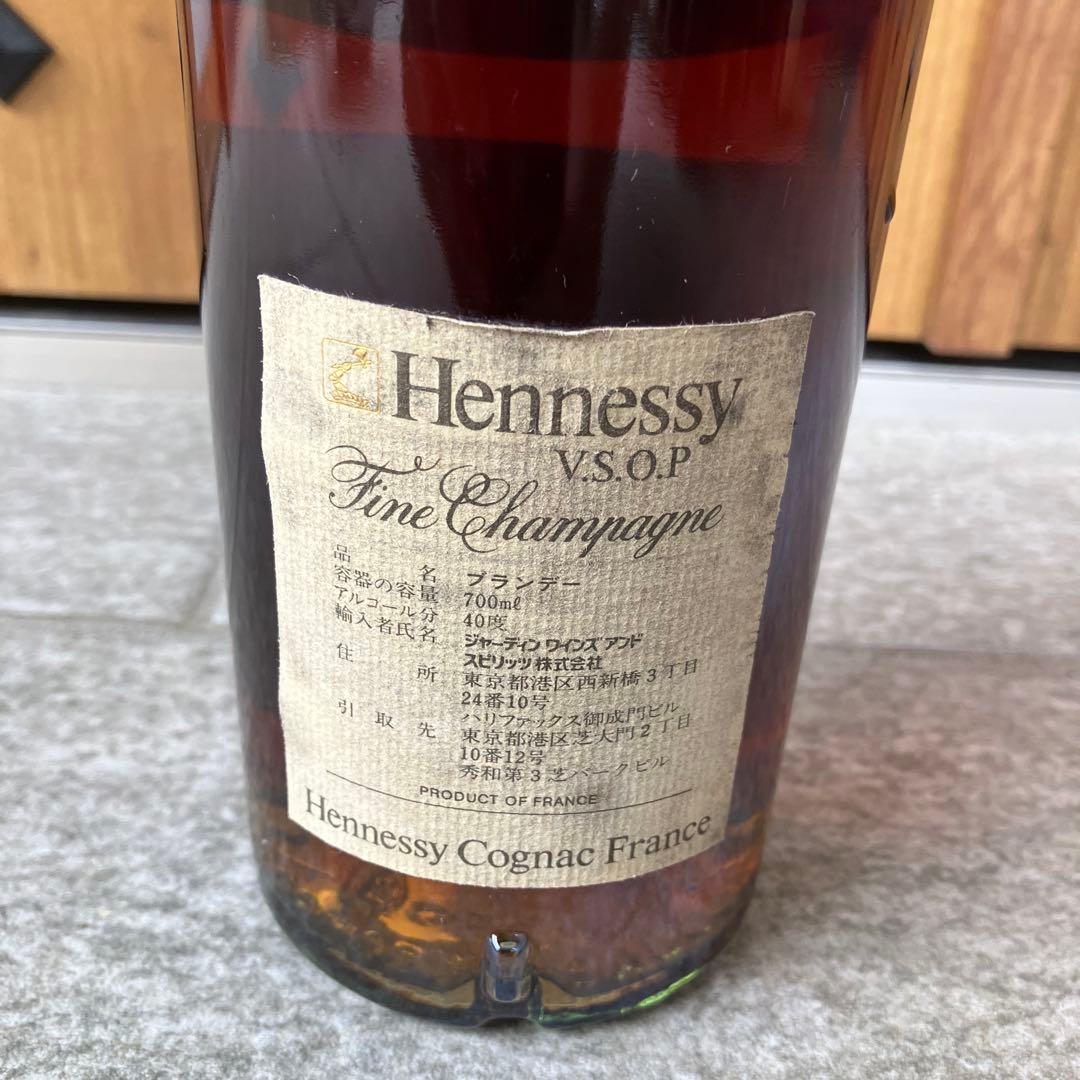 Hennessy
V.S.O.P
Fine Champagne
品名 ブランデー
容器の容量 700ml
アルコール分 40度
輸入者氏名 ジャーディン ワインズ アンド
スピリッツ株式会社
住所 東京都港区西新橋3丁目
24番10号
ハリファックス御成門ビル
引取先 東京都港区芝大門2丁目
10番12号
秀和第3芝パークビル
PRODUCT OF FRANCE
Hennessy Cognac France